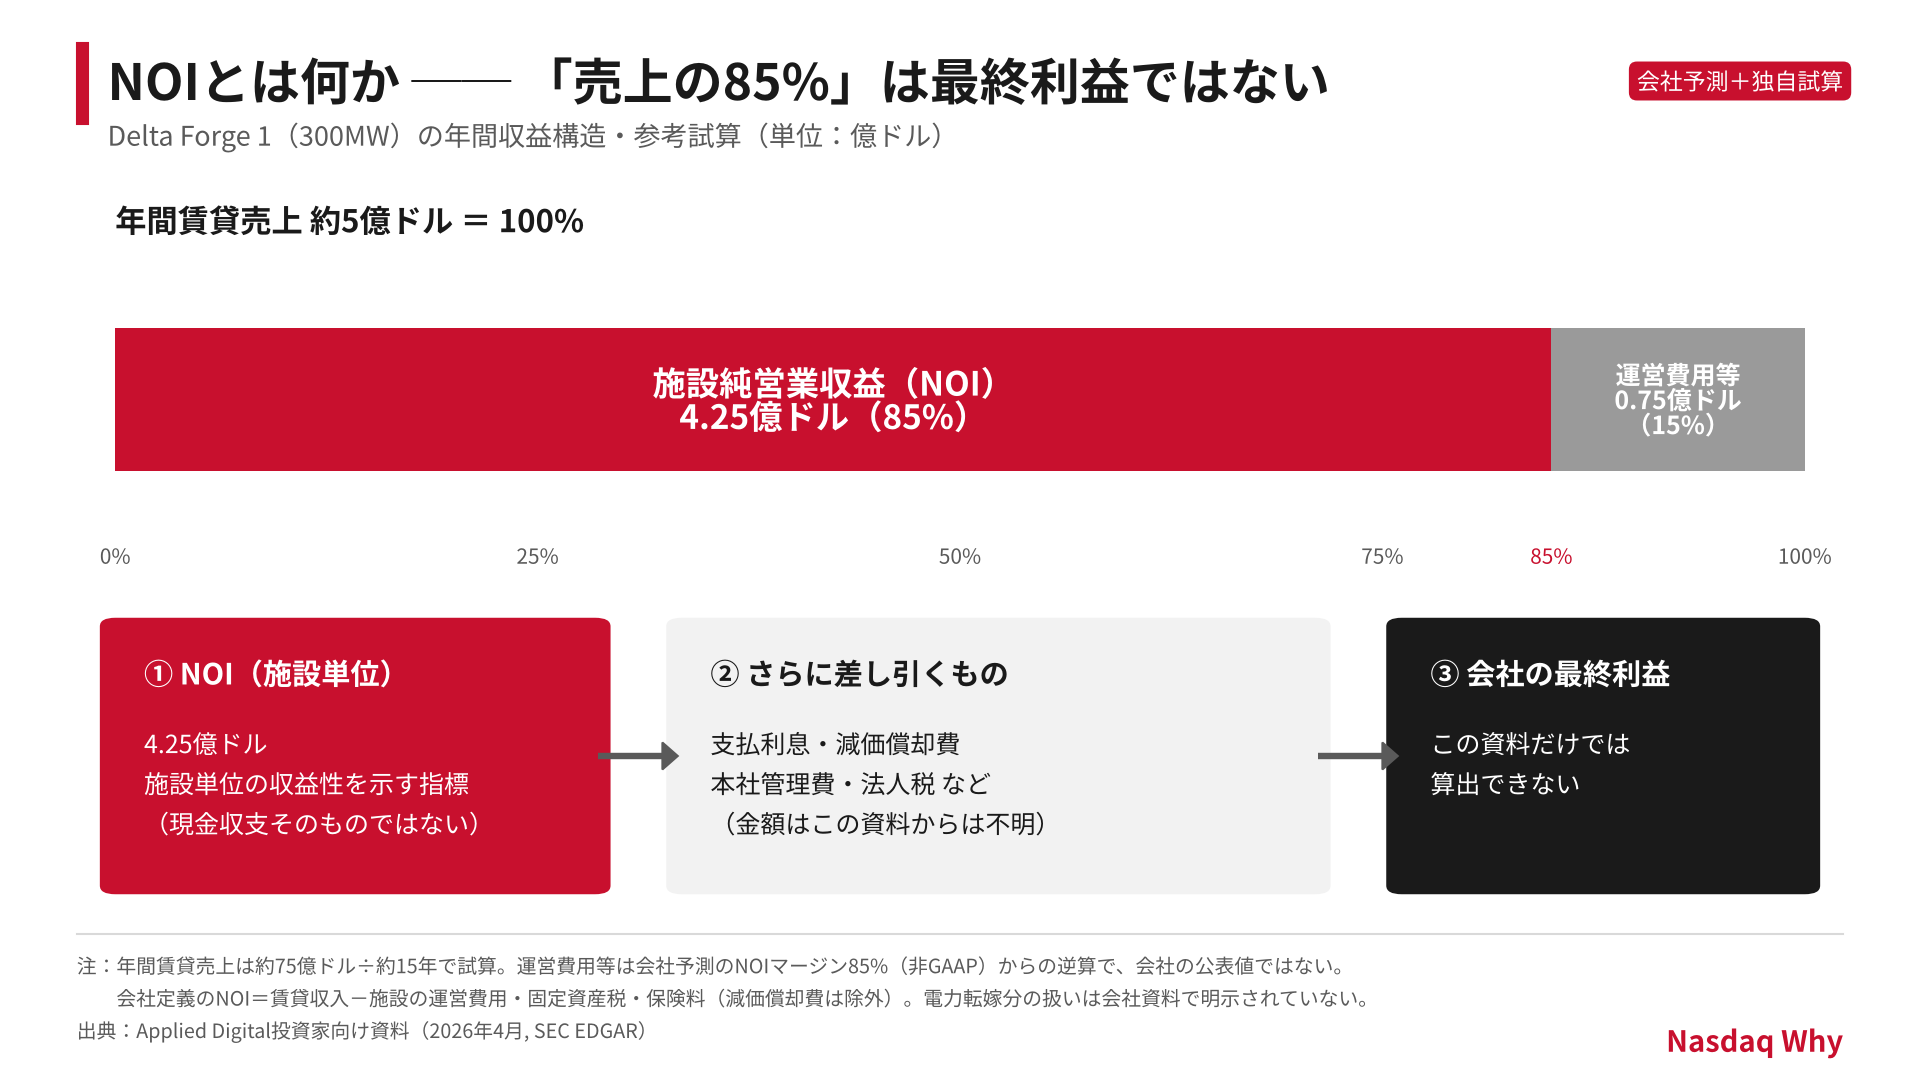 NOIとは何か ── 「売上の85%」は最終利益ではない
会社予測＋独自試算
Delta Forge 1（300MW）の年間収益構造・参考試算（単位：億ドル）
年間賃貸売上 約5億ドル ＝ 100%
施設純営業収益（NOI）
4.25億ドル（85%）
運営費用等
0.75億ドル
（15%）
0%
25%
50%
75%
85%
100%
① NOI（施設単位）
4.25億ドル
施設単位の収益性を示す指標
（現金収支そのものではない）
② さらに差し引くもの
支払利息・減価償却費
本社管理費・法人税 など
（金額はこの資料からは不明）
③ 会社の最終利益
この資料だけでは
算出できない
注：年間賃貸売上は約75億ドル÷約15年で試算。運営費用等は会社予測のNOIマージン85%（非GAAP）からの逆算で、会社の公表値ではない。
会社定義のNOI＝賃貸収入－施設の運営費用・固定資産税・保険料（減価償却費は除外）。電力転嫁分の扱いは会社資料で明示されていない。
出典：Applied Digital投資家向け資料（2026年4月, SEC EDGAR）
Nasdaq Why